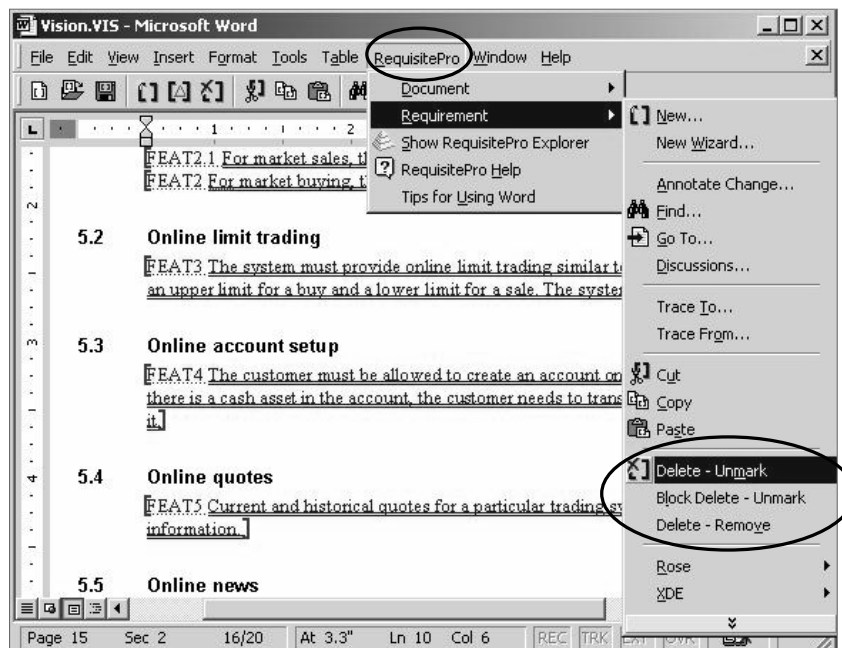 Vision.VIS - Microsoft Word
File Edit View Insert Format Tools Table RequisitePro Window Help
Document
Requirement
Show RequisitePro Explorer
RequisitePro Help
Tips for Using Word
New...
New Wizard...
Annotate Change...
Find...
Go To...
Discussions...
Trace To...
Trace From...
Cut
Copy
Paste
Delete - Unmark
Block Delete - Unmark
Delete - Remove
Rose
XDE
1 2
FEAT2.1 For market sales,
FEAT2 For market buying,
5.2 Online limit trading
FEAT3 The system must provide online limit trading similar
an upper limit for a buy and a lower limit for a sale. The
5.3 Online account setup
FEAT4 The customer must be allowed to create an account
there is a cash asset in the account, the customer needs to
it.
5.4 Online quotes
FEAT5 Current and historical quotes for a particular trading
information.
5.5 Online news
2
3
4
Page 15 Sec 2 16/20 At 3.3" Ln 10 Col 6 REC TRK EXT OVR